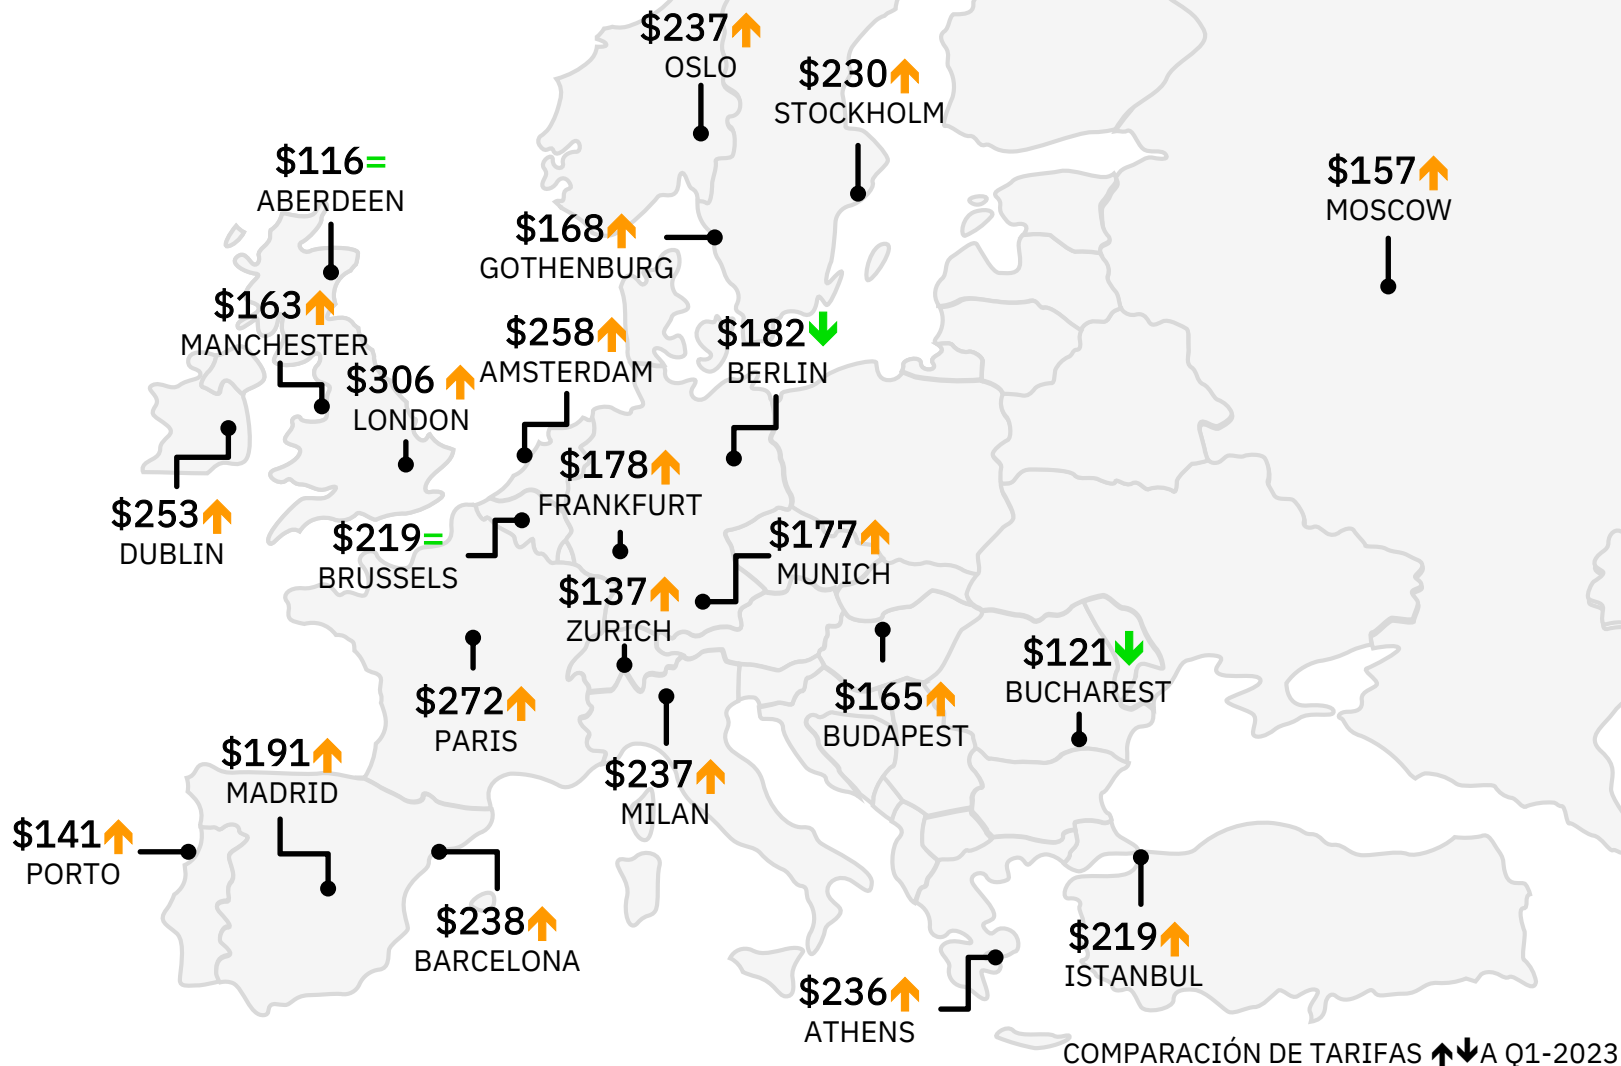 $237
OSLO
$230
STOCKHOLM
$116=
ABERDEEN
$157
MOSCOW
$168
GOTHENBURG
$163
MANCHESTER
$258
AMSTERDAM
$182
BERLIN
$306
LONDON
$178
FRANKFURT
$253
DUBLIN
$219=
BRUSSELS
$177
MUNICH
$137
ZURICH
$121
BUCHAREST
$272
PARIS
$165
BUDAPEST
$191
MADRID
$237
MILAN
$141
PORTO
$238
BARCELONA
$219
ISTANBUL
$236
ATHENS
COMPARACIÓN DE TARIFAS ↑↓A Q1-2023